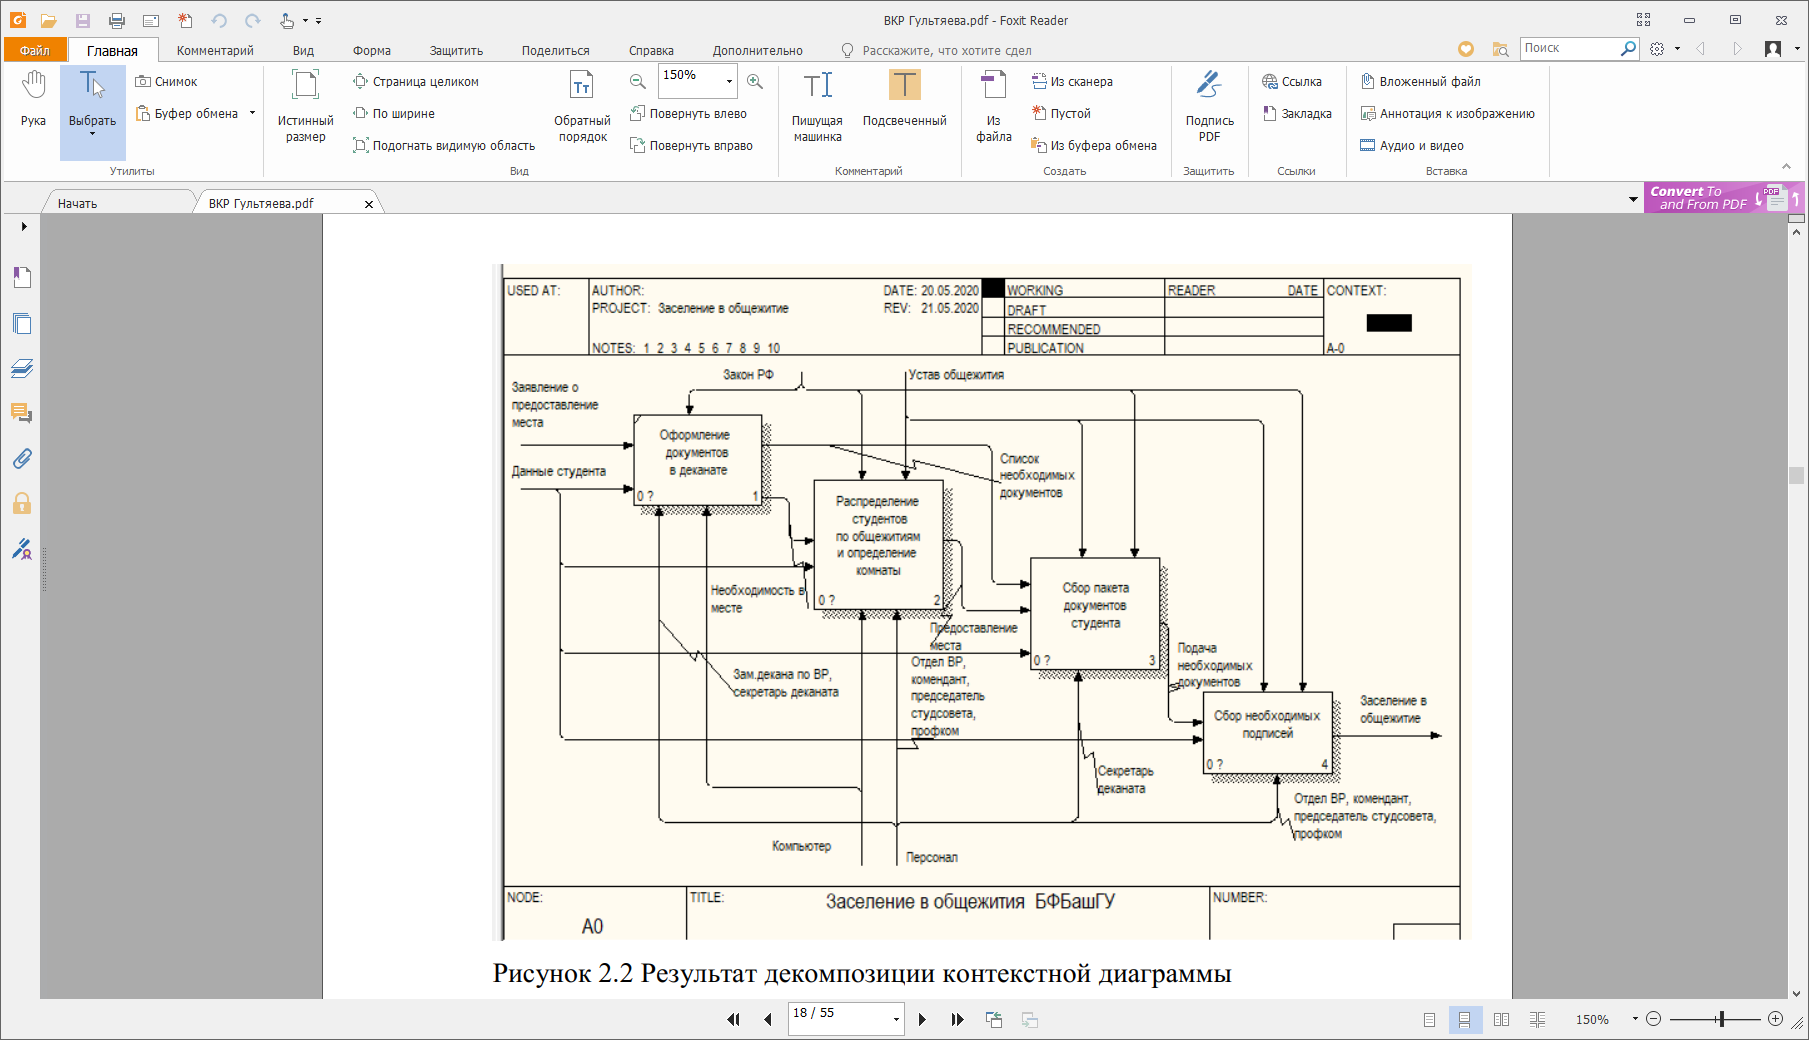 ВКР Гультяева.pdf - Foxit Reader
Файл
Главная
Комментарий
Вид
Форма
Защитить
Поделиться
Справка
Дополнительно
Расскажите, что хотите сдел
Поиск
Рука
Выбрать
Снимок
Буфер обмена
Утилиты
Истинный
размер
Страница целиком
По ширине
Подогнать видимую область
Обратный
порядок
150%
Повернуть влево
Повернуть вправо
Вид
Пишущая
машинка
Подсвеченный
Комментарий
Из
файла
Из сканера
Пустой
Из буфера обмена
Создать
Подпись
PDF
Защитить
Ссылка
Закладка
Ссылки
Вложенный файл
Аннотация к изображению
Аудио и видео
Вставка
Начать
ВКР Гультяева.pdf
Convert To
and From PDF
PDF
USED AT:
AUTHOR:
DATE: 20.05.2020
PROJECT: Заселение в общежитие
REV: 21.05.2020
NOTES: 1 2 3 4 5 6 7 8 9 10
WORKING
DRAFT
RECOMMENDED
PUBLICATION
READER
DATE
CONTEXT:
A-0
Закон РФ
Устав общежития
Заявление о
предоставление
места
Данные студента
Оформление
документов
в деканате
0 ?
1
Список
необходимых
документов
Распределение
студентов
по общежитиям
и определение
комнаты
0 ?
2
Необходимость в
месте
Сбор пакета
документов
студента
0 ?
3
Предоставление
места
Отдел ВР,
комендант,
председатель
студсовета,
профком
Зам.декана по ВР,
секретарь деканата
Подача
необходимых
документов
Сбор необходимых
подписей
0 ?
4
Заселение в
общежитие
Секретарь
деканата
Отдел ВР, комендант,
председатель студсовета,
профком
Компьютер
Персонал
NODE:
A0
TITLE:
Заселение в общежития БФБашГУ
NUMBER:
Рисунок 2.2 Результат декомпозиции контекстной диаграммы
18 / 55
150%